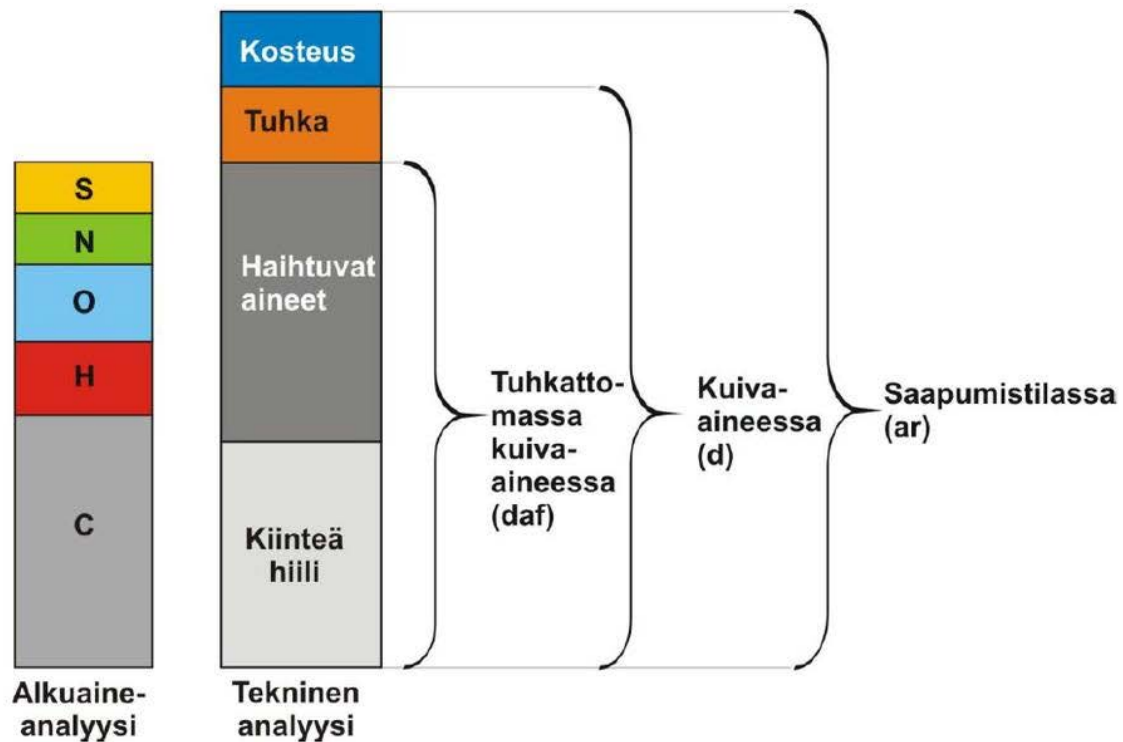 S
N
O
H
C
Alkuaine-
analyysi
Kosteus
Tuhka
Haihtuvat
aineet
Kiinteä
hiili
Tekninen
analyysi
Tuhkatto-
massa
kuiva-
aineessa
(daf)
Kuiva-
aineessa
(d)
Saapumistilassa
(ar)